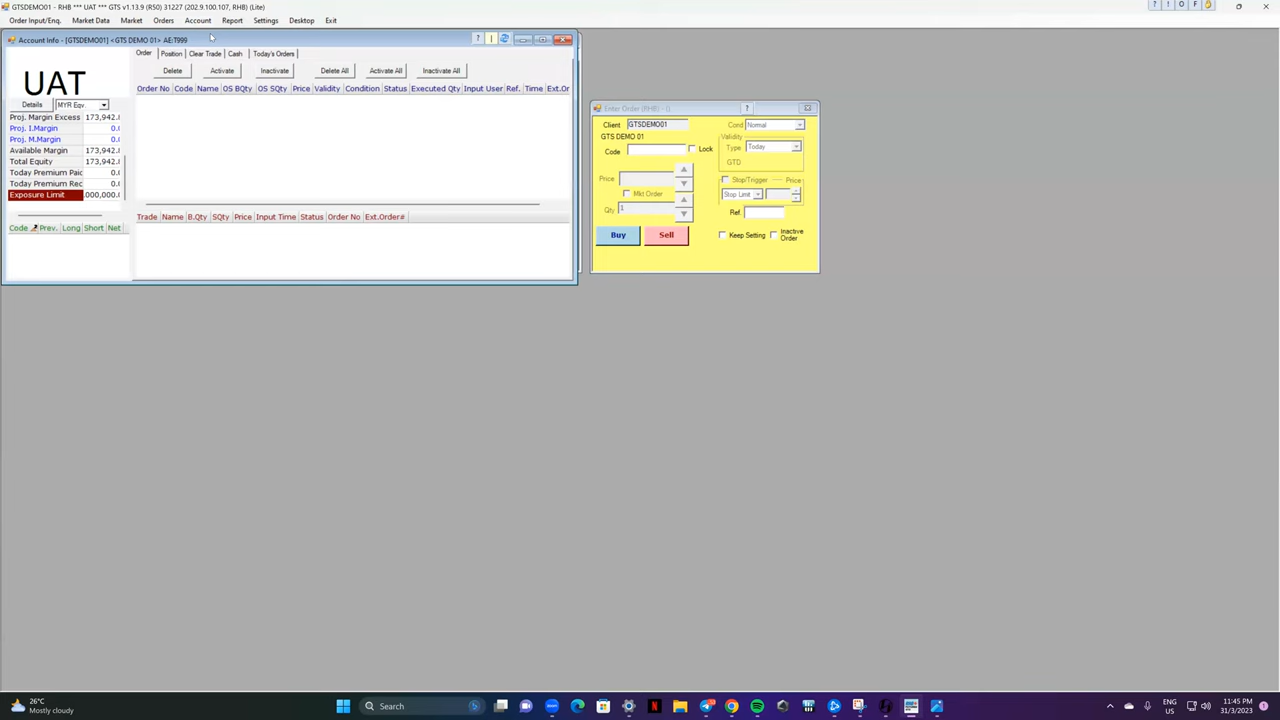 GTSDEMO01 - RHB *** UAT *** GTS v1.13.9 (RS0) 31227 (202.9.100.107, RHB) (Lite)
? ! O F
Order Input/Enq. Market Data Market Orders Account Report Settings Desktop Exit
Account Info - [GTSDEMO01] <GTS DEMO 01> AE:T999
Order Position Clear Trade Cash Today's Orders
UAT
Delete Activate Inactivate Delete All Activate All Inactivate All
Order No Code Name OS BQty OS SQty Price Validity Condition Status Executed Qty Input User Ref. Time Ext.Or
Details MYR Eqv.
Proj. Margin Excess 173,942.
Proj. I.Margin 0.
Proj. M.Margin 0.
Available Margin 173,942.
Total Equity 173,942.
Today Premium Paic 0.
Today Premium Rec 0.
Exposure Limit 000,000.
Trade Name B.Qty SQty Price Input Time Status Order No Ext.Order#
Code Prev. Long Short Net
Enter Order (RHB) - ()
Client GTSDEMO01 Cond Normal
GTS DEMO 01 Validity
Code Lock Type Today
GTD
Price Stop/Trigger Price
Mkt Order Stop Limit
Qty 1 Ref.
Buy Sell Keep Setting Inactive Order
26°C
Mostly cloudy
Search
ENG
US
11:45 PM
31/3/2023